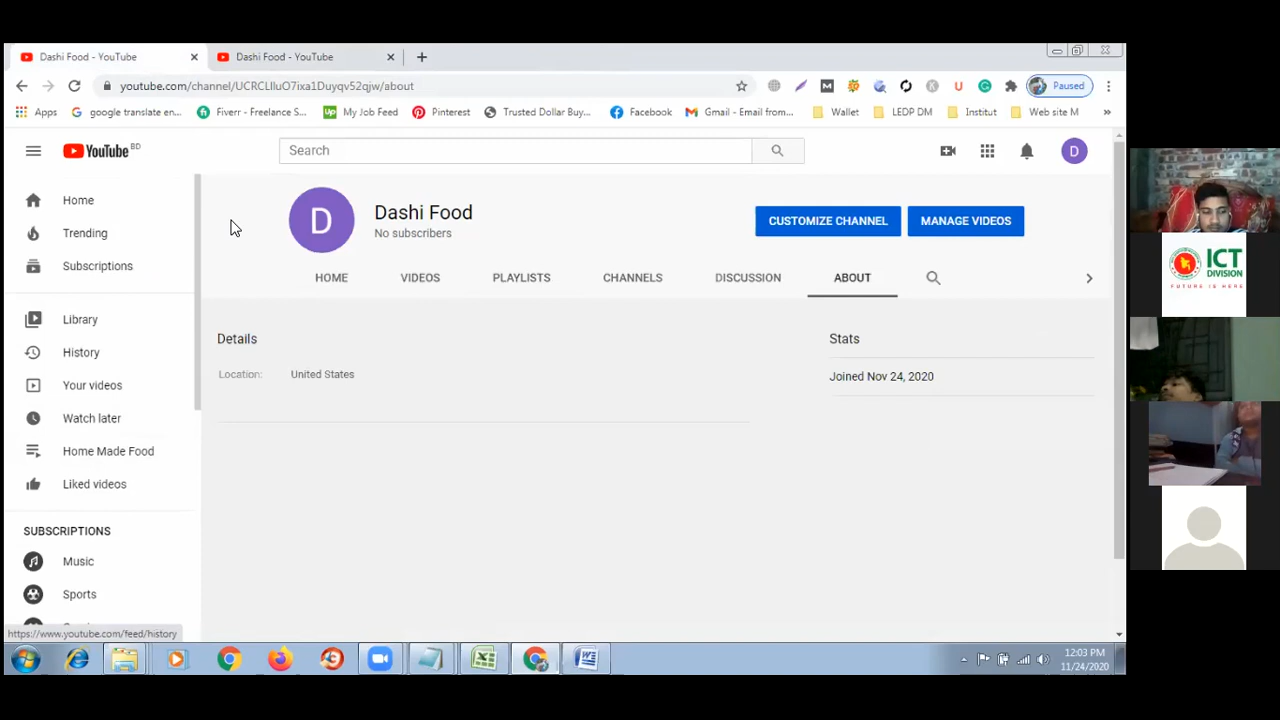 Dashi Food - YouTube
Dashi Food - YouTube
youtube.com/channel/UCRCLlluO7ixa1Duyqv52qjw/about
Paused
Apps
google translate en...
Fiverr - Freelance S...
Up My Job Feed
Pinterest
Trusted Dollar Buy...
Facebook
Gmail - Email from...
Wallet
LEDP DM
Institut
Web site M
YouTube BD
Search
D
Home
Trending
Subscriptions
Library
History
Your videos
Watch later
Home Made Food
Liked videos
SUBSCRIPTIONS
Music
Sports
D
Dashi Food
No subscribers
CUSTOMIZE CHANNEL
MANAGE VIDEOS
HOME
VIDEOS
PLAYLISTS
CHANNELS
DISCUSSION
ABOUT
Details
Location:
United States
Stats
Joined Nov 24, 2020
https://www.youtube.com/feed/history
12:03 PM
11/24/2020
ICT
DIVISION
FUTURE IS HERE